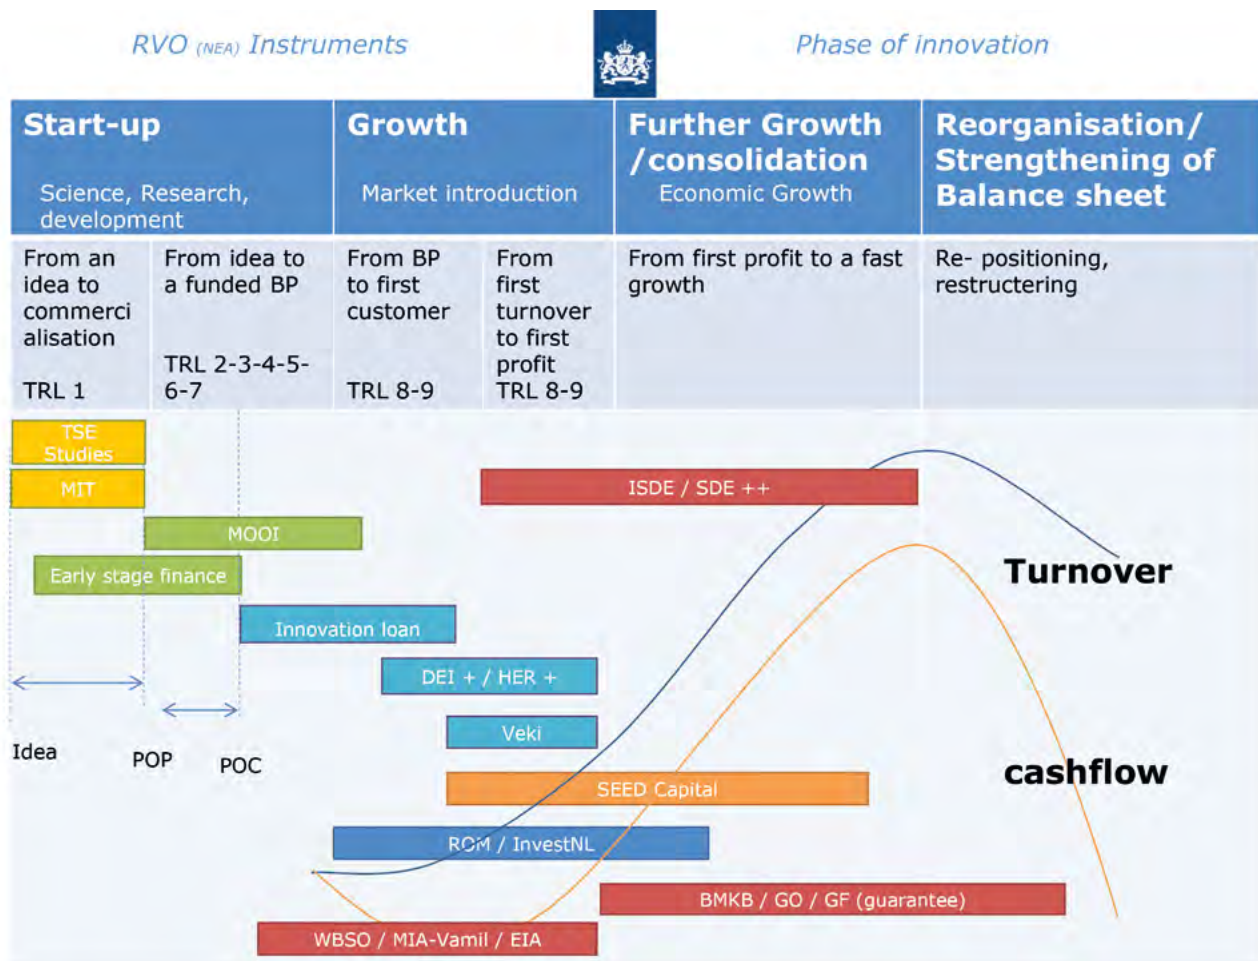 RVO (NEA) Instruments
Phase of innovation
Start-up
Science, Research,
development
Growth
Market introduction
Further Growth
/consolidation
Economic Growth
Reorganisation/
Strengthening of
Balance sheet
From an
idea to
commerci
alisation
TRL 1
From idea to
a funded BP
TRL 2-3-4-5-
6-7
From BP
to first
customer
TRL 8-9
From
first
turnover
to first
profit
TRL 8-9
From first profit to a fast
growth
Re- positioning,
restructering
TSE
Studies
MIT
ISDE / SDE ++
MOOI
Early stage finance
Turnover
Innovation loan
DEI + / HER +
Veki
Idea
POP
POC
cashflow
SEED Capital
ROM / InvestNL
BMKB / GO / GF (guarantee)
WBSO / MIA-Vamil / EIA